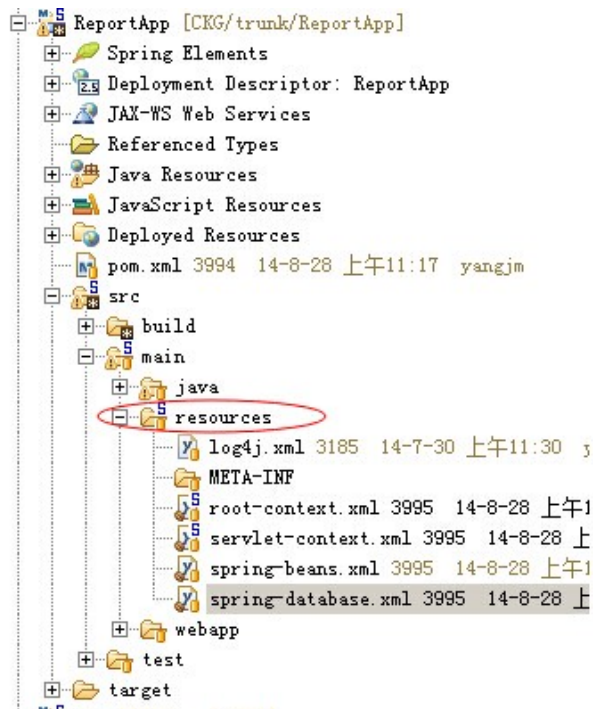 ReportApp [CKG/trunk/ReportApp]
Spring Elements
Deployment Descriptor: ReportApp
JAX-WS Web Services
Referenced Types
Java Resources
JavaScript Resources
Deployed Resources
pom.xml 3994 14-8-28 上午11:17 yangjm
src
build
main
java
resources
log4j.xml 3185 14-7-30 上午11:30
META-INF
root-context.xml 3995 14-8-28 上午1
servlet-context.xml 3995 14-8-28 上
spring-beans.xml 3995 14-8-28 上午1
spring-database.xml 3995 14-8-28 上
webapp
test
target